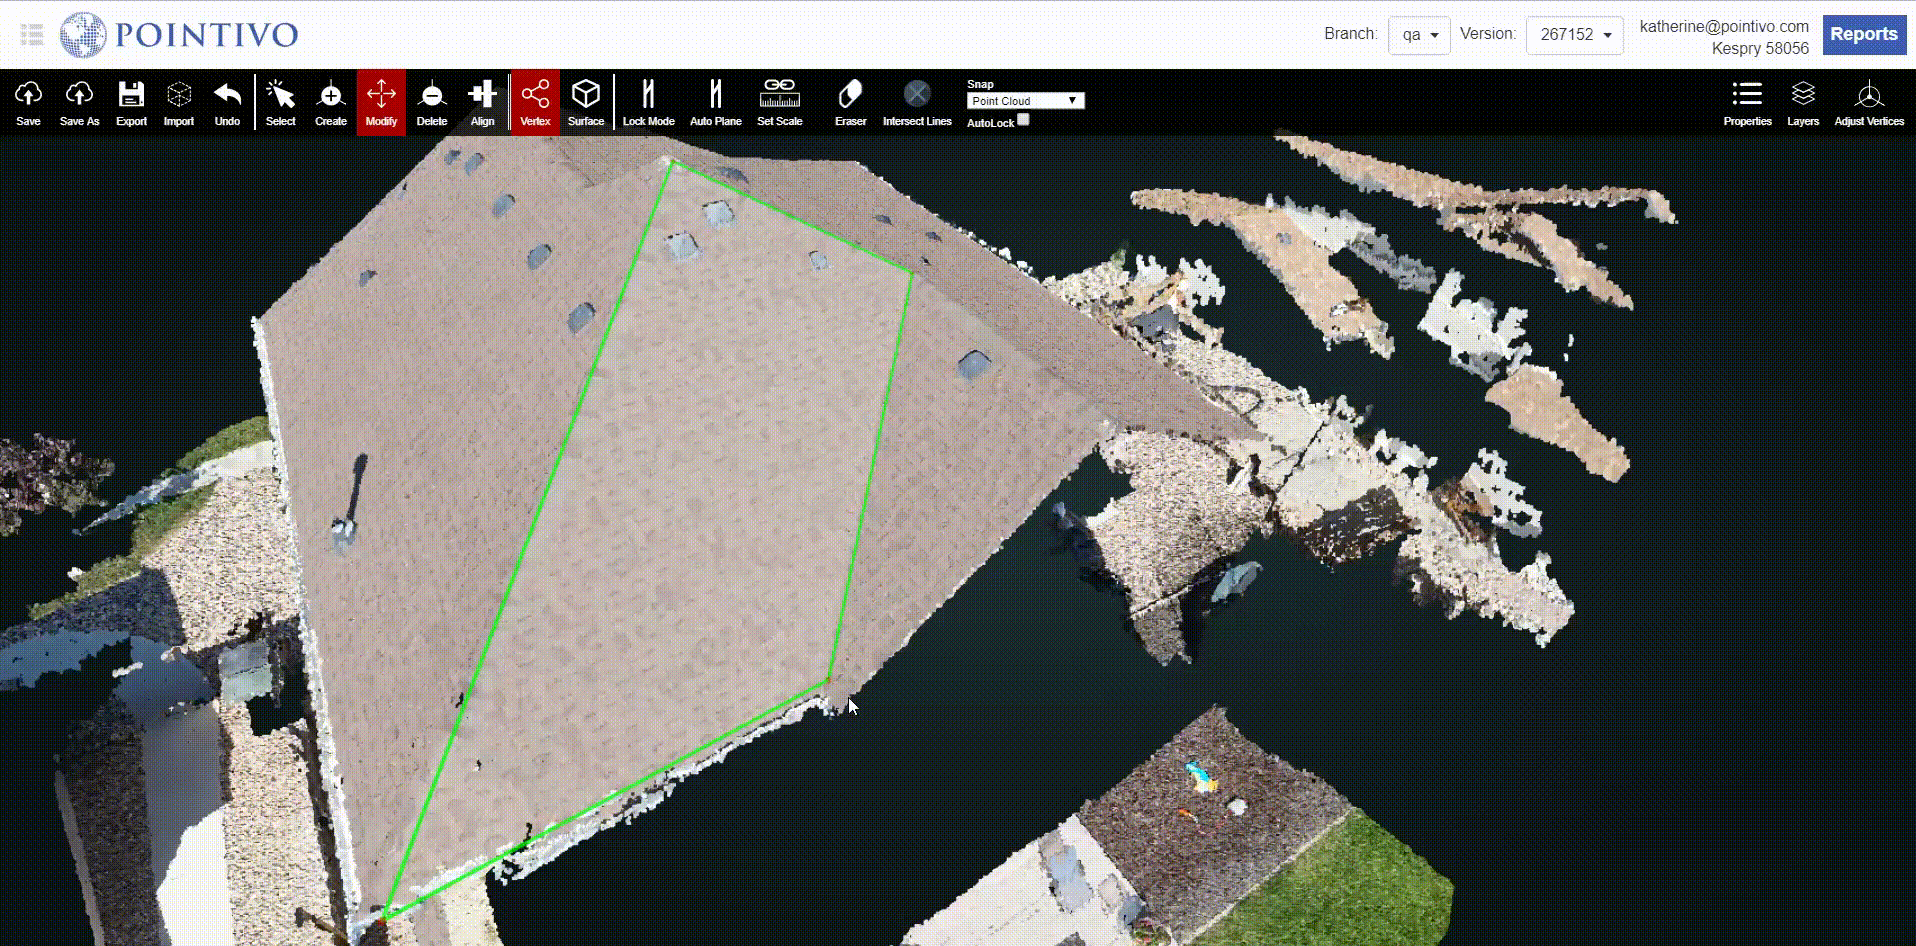 POINTIVO
Branch: qa Version: 267152
katherine@pointivo.com
Kespry 58056
Reports
Save Save As Export Import Undo Select Create Modify Delete Align Vertex Surface Lock Mode Auto Plane Set Scale Eraser Intersect Lines
Snap
Point Cloud
AutoLock
Properties Layers Adjust Vertices